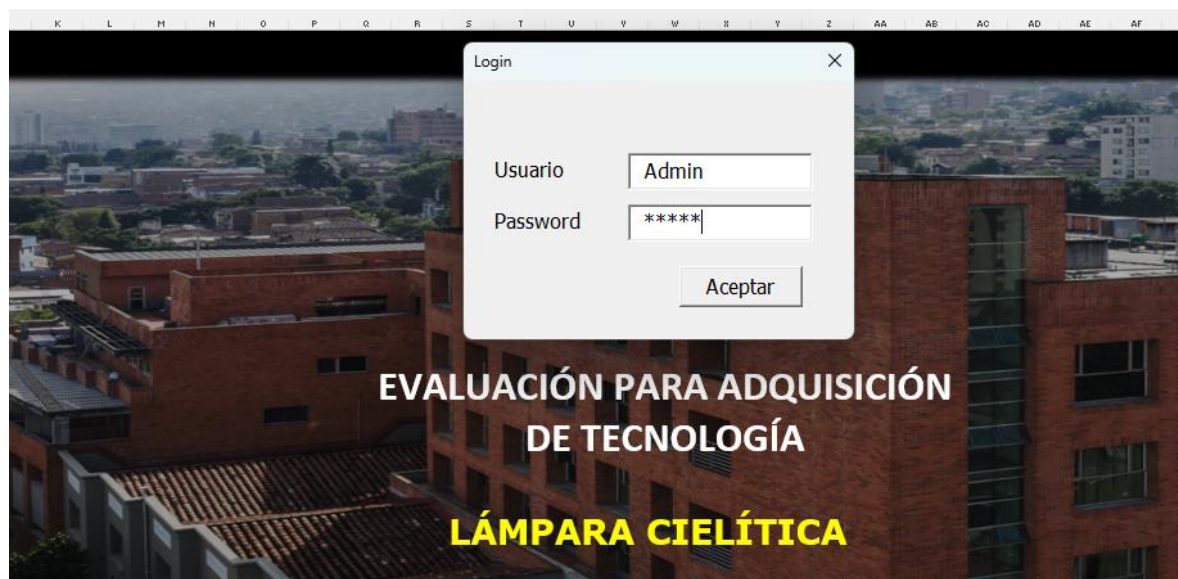 K L M N O P Q R S T U V W X Y Z AA AB AC AD AE AF
Login
Usuario Admin
Password *****
Aceptar
EVALUACIÓN PARA ADQUISICIÓN
DE TECNOLOGÍA
LÁMPARA CIELÍTICA